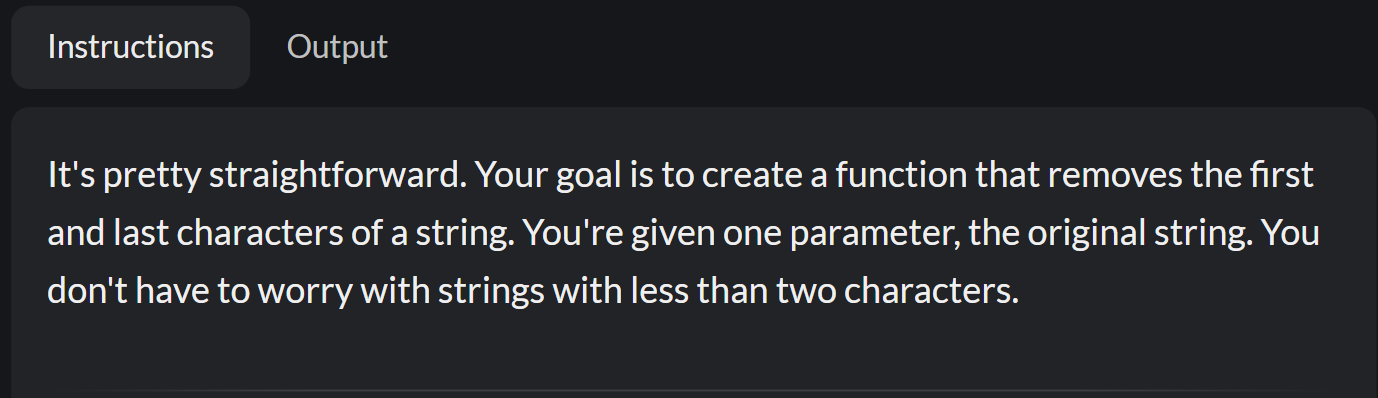 Instructions
Output
It's pretty straightforward. Your goal is to create a function that removes the first
and last characters of a string. You're given one parameter, the original string. You
don't have to worry with strings with less than two characters.